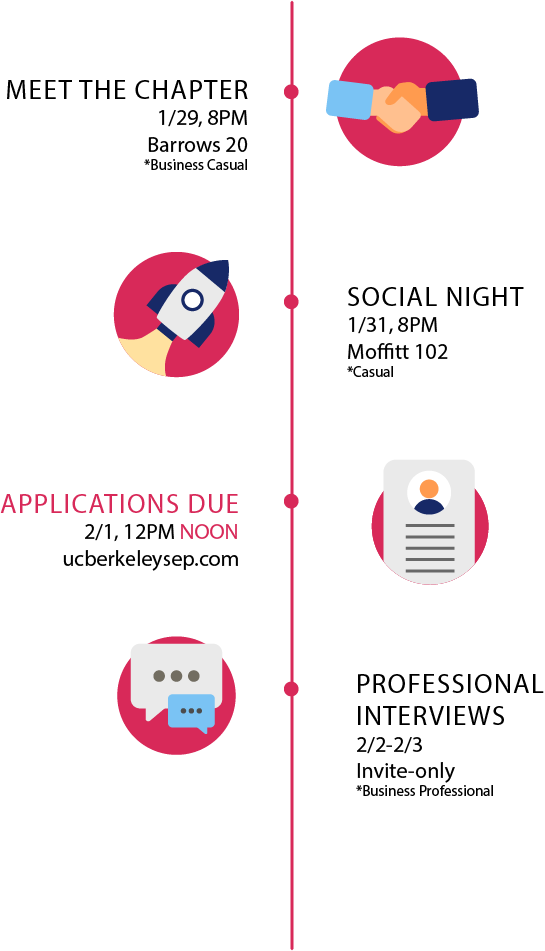 MEET THE CHAPTER
1/29, 8PM
Barrows 20
*Business Casual
SOCIAL NIGHT
1/31, 8PM
Moffitt 102
*Casual
APPLICATIONS DUE
2/1, 12PM NOON
ucberkeleysep.com
PROFESSIONAL
INTERVIEWS
2/2-2/3
Invite-only
*Business Professional